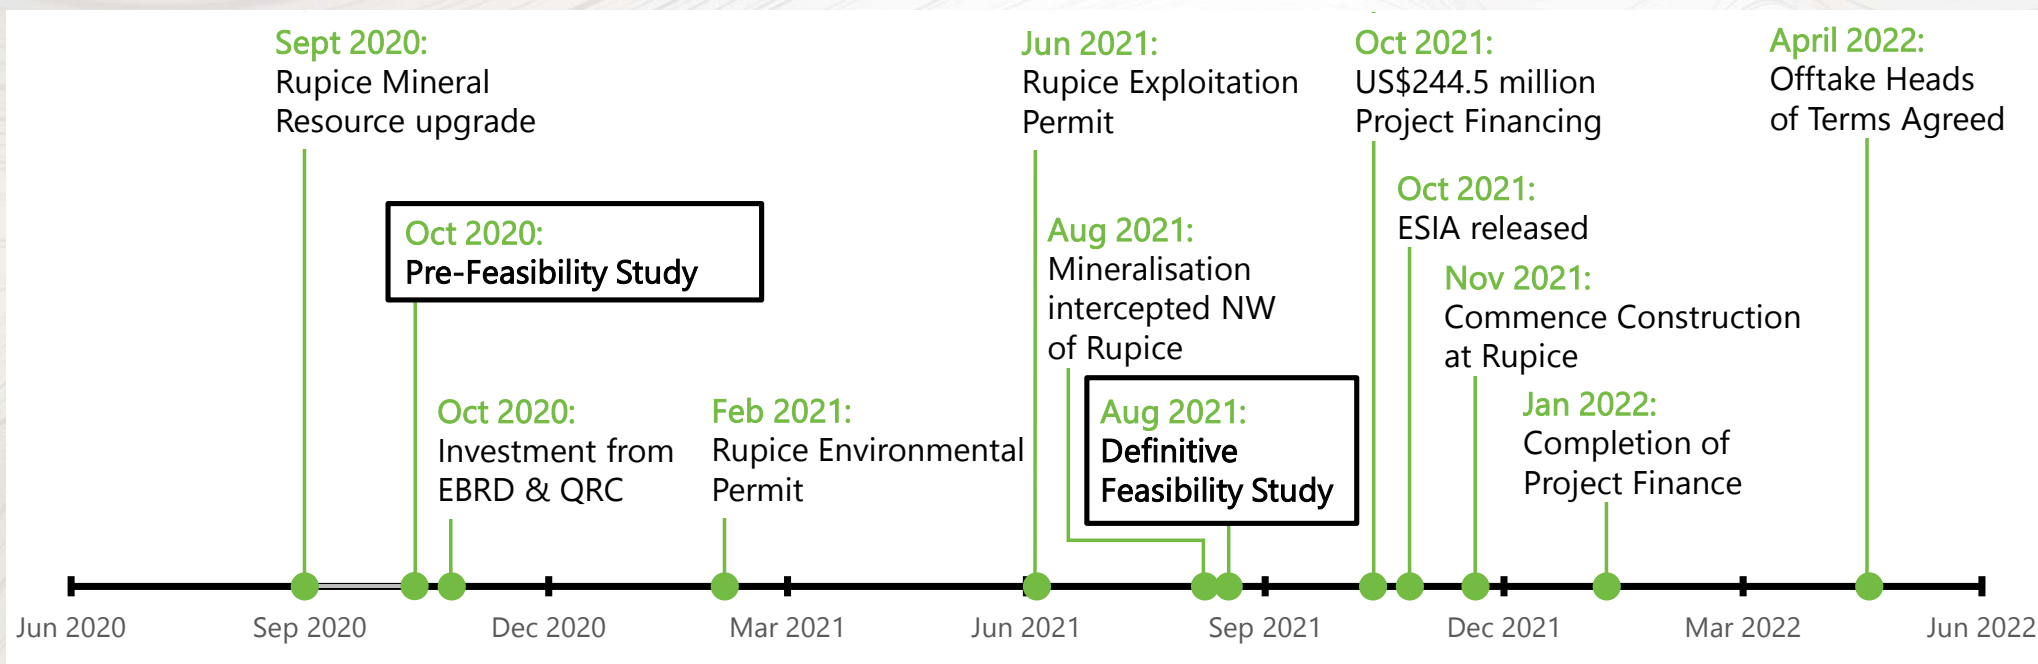 Sept 2020:
Rupice Mineral
Resource upgrade
Oct 2020:
Pre-Feasibility Study
Oct 2020:
Investment from
EBRD & QRC
Feb 2021:
Rupice Environmental
Permit
Jun 2021:
Rupice Exploitation
Permit
Aug 2021:
Mineralisation
intercepted NW
of Rupice
Aug 2021:
Definitive
Feasibility Study
Oct 2021:
US$244.5 million
Project Financing
Oct 2021:
ESIA released
Nov 2021:
Commence Construction
at Rupice
Jan 2022:
Completion of
Project Finance
April 2022:
Offtake Heads
of Terms Agreed
Jun 2020
Sep 2020
Dec 2020
Mar 2021
Jun 2021
Sep 2021
Dec 2021
Mar 2022
Jun 2022